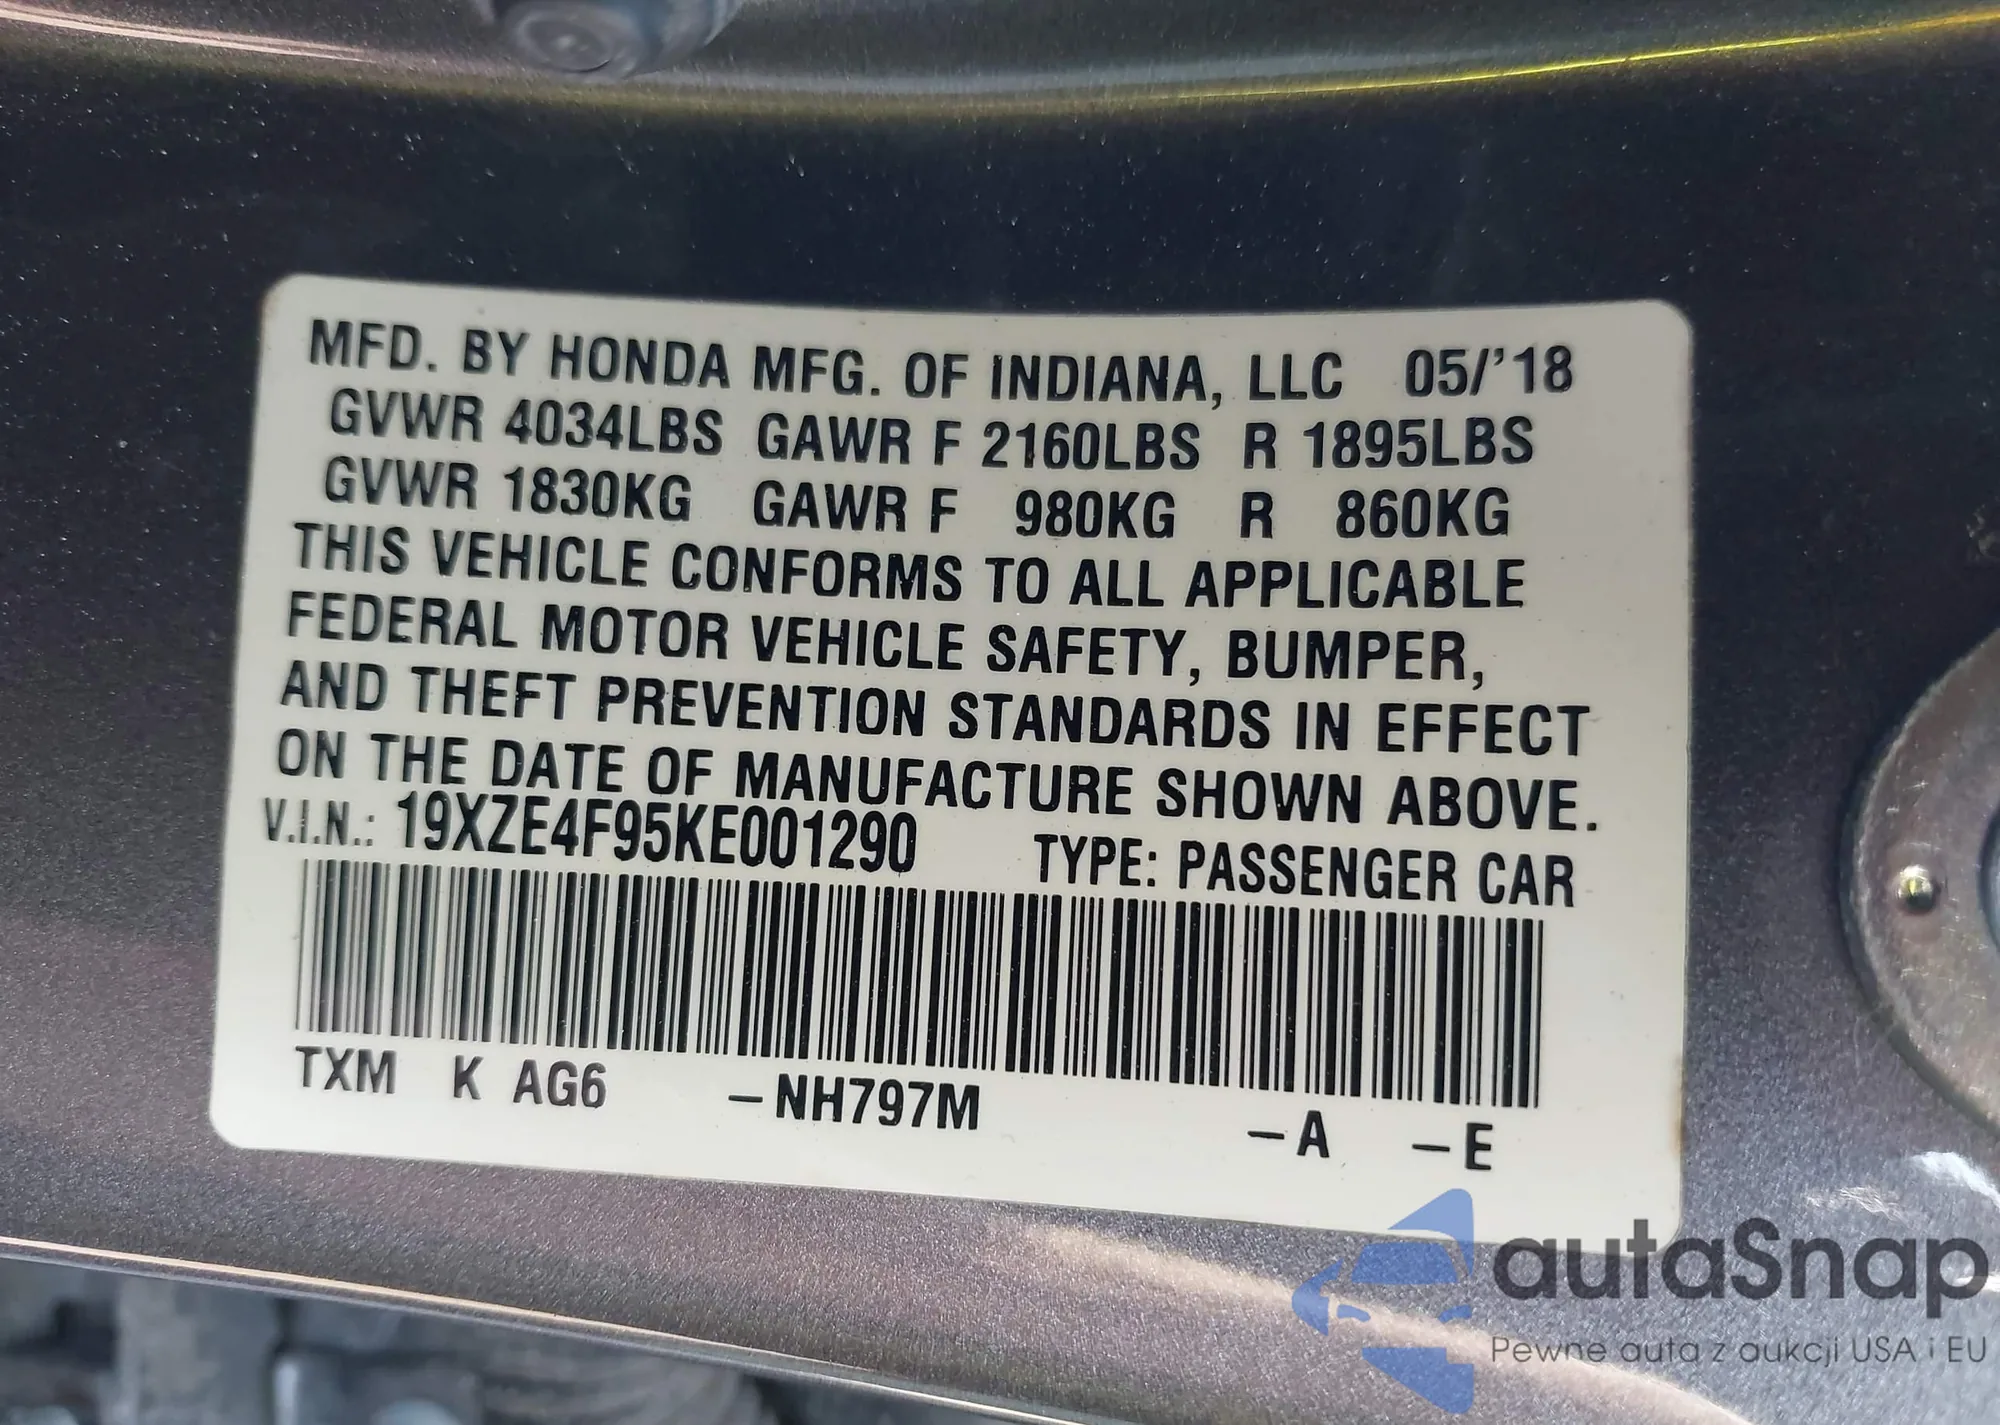 MFD. BY HONDA MFG. OF INDIANA, LLC 05/'18
GVWR 4034LBS GAWR F 2160LBS R 1895LBS
GVWR 1830KG GAWR F 980KG R 860KG
THIS VEHICLE CONFORMS TO ALL APPLICABLE
FEDERAL MOTOR VEHICLE SAFETY, BUMPER,
AND THEFT PREVENTION STANDARDS IN EFFECT
ON THE DATE OF MANUFACTURE SHOWN ABOVE.
V.I.N.: 19XZE4F95KE001290 TYPE: PASSENGER CAR
TXM K AG6 –NH797M –A –E
autaSnap
Pewne auta z aukcji USA i EU